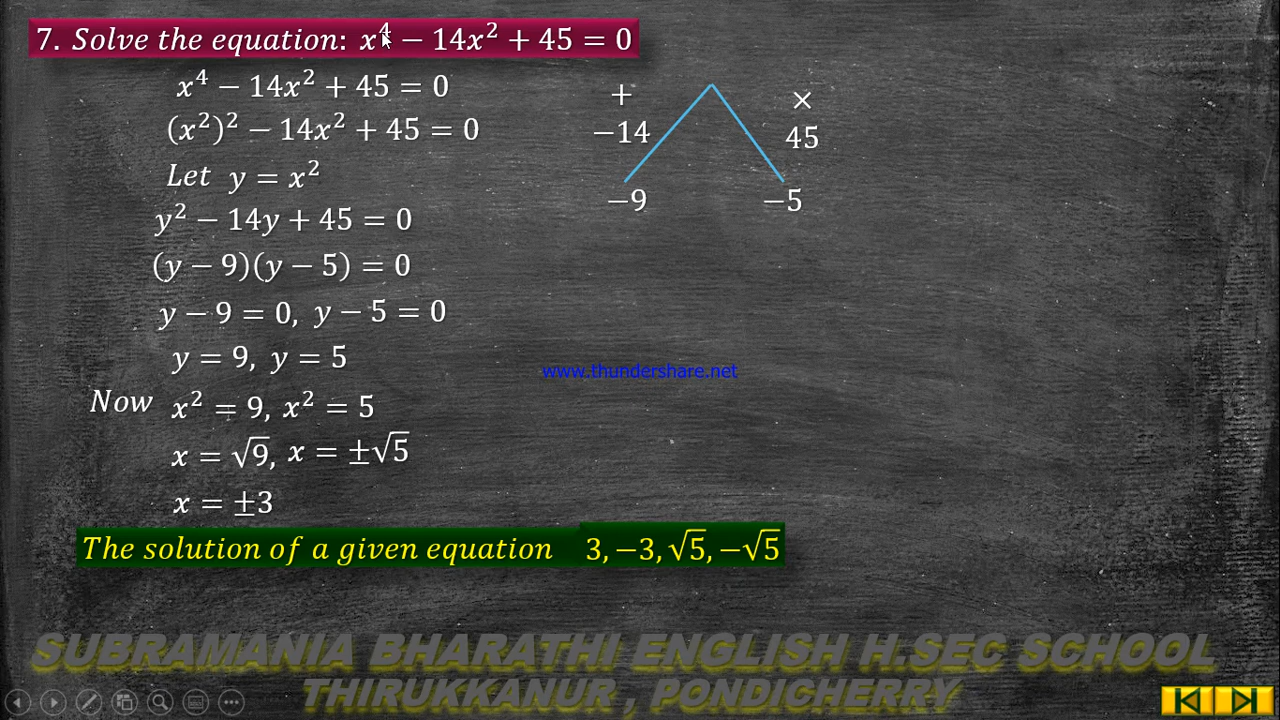 7. Solve the equation: x⁴ − 14x² + 45 = 0
x⁴ − 14x² + 45 = 0
(x²)² − 14x² + 45 = 0
Let y = x²
y² − 14y + 45 = 0
(y − 9)(y − 5) = 0
y − 9 = 0, y − 5 = 0
y = 9, y = 5
Now x² = 9, x² = 5
x = √9, x = ±√5
x = ±3
The solution of a given equation 3, −3, √5, −√5
+ ×
−14 45
−9 −5
www.thundershare.net
SUBRAMANIA BHARATHI ENGLISH H.SEC SCHOOL
THIRUKKANUR , PONDICHERRY